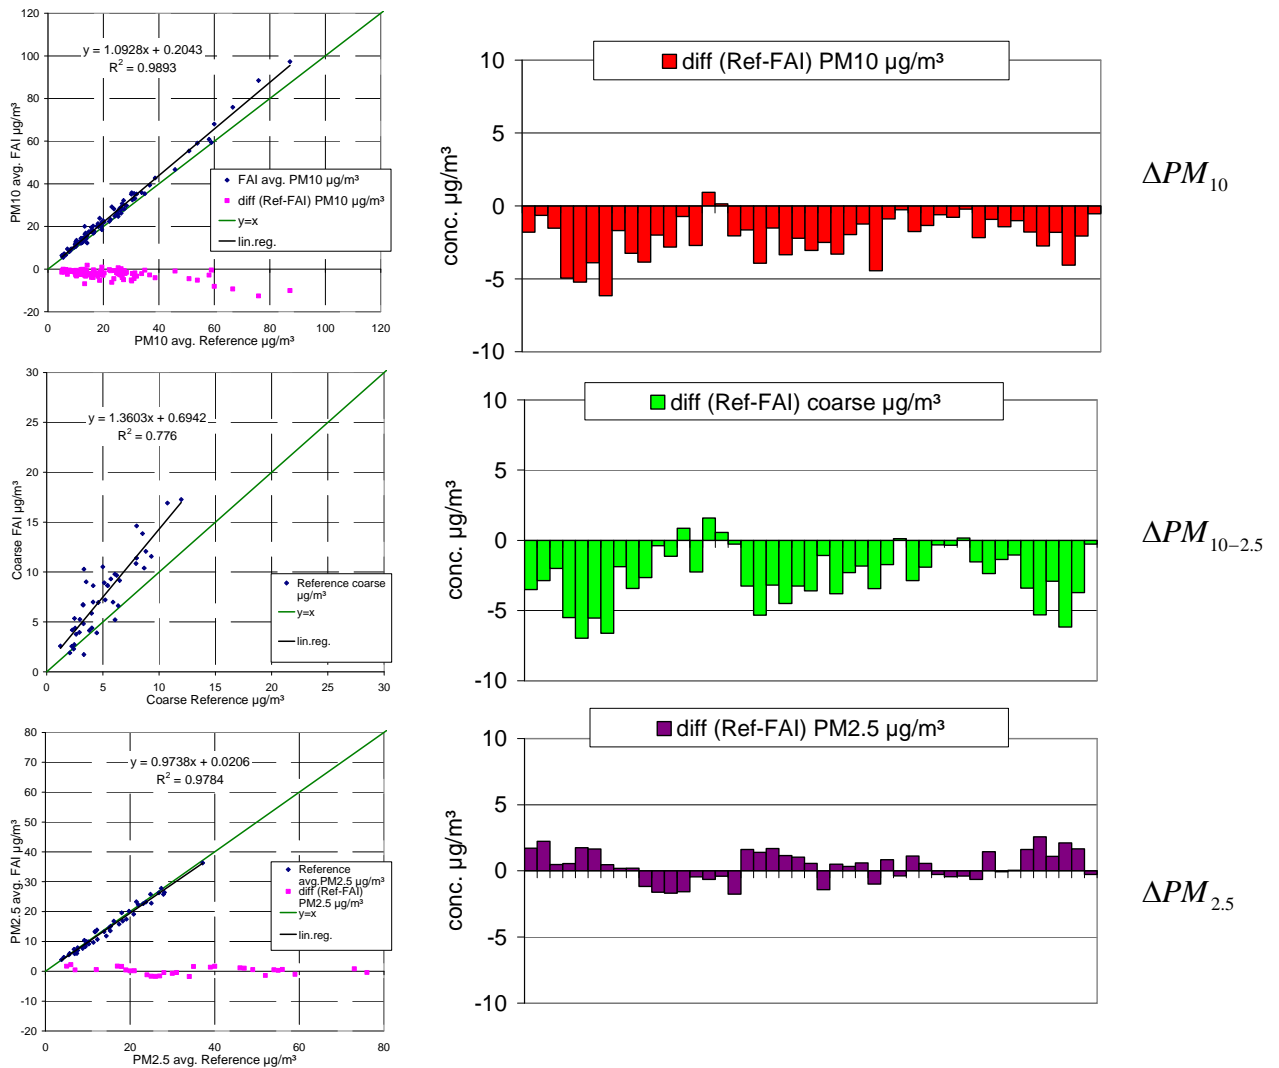 120
100
80
60
40
20
0
-20
0
20
40
60
80
100
120
y = 1.0928x + 0.2043
R² = 0.9893
PM10 avg. FAI µg/m³
PM10 avg. Reference µg/m³
FAI avg. PM10 µg/m³
diff (Ref-FAI) PM10 µg/m³
y=x
lin.reg.
diff (Ref-FAI) PM10 µg/m³
10
5
0
-5
-10
conc. µg/m³
ΔPM₁₀
30
25
20
15
10
5
0
0
5
10
15
20
25
30
y = 1.3603x + 0.6942
R² = 0.776
Coarse FAI µg/m³
Coarse Reference µg/m³
Reference coarse
µg/m³
y=x
lin.reg.
diff (Ref-FAI) coarse µg/m³
10
5
0
-5
-10
conc. µg/m³
ΔPM₁₀₋₂.₅
80
70
60
50
40
30
20
10
0
-10
-20
0
20
40
60
80
y = 0.9738x + 0.0206
R² = 0.9784
PM2.5 avg. FAI µg/m³
PM2.5 avg. Reference µg/m³
Reference
avg.PM2.5 µg/m³
diff (Ref-FAI)
PM2.5 µg/m³
y=x
lin.reg.
diff (Ref-FAI) PM2.5 µg/m³
10
5
0
-5
-10
conc. µg/m³
ΔPM₂.₅